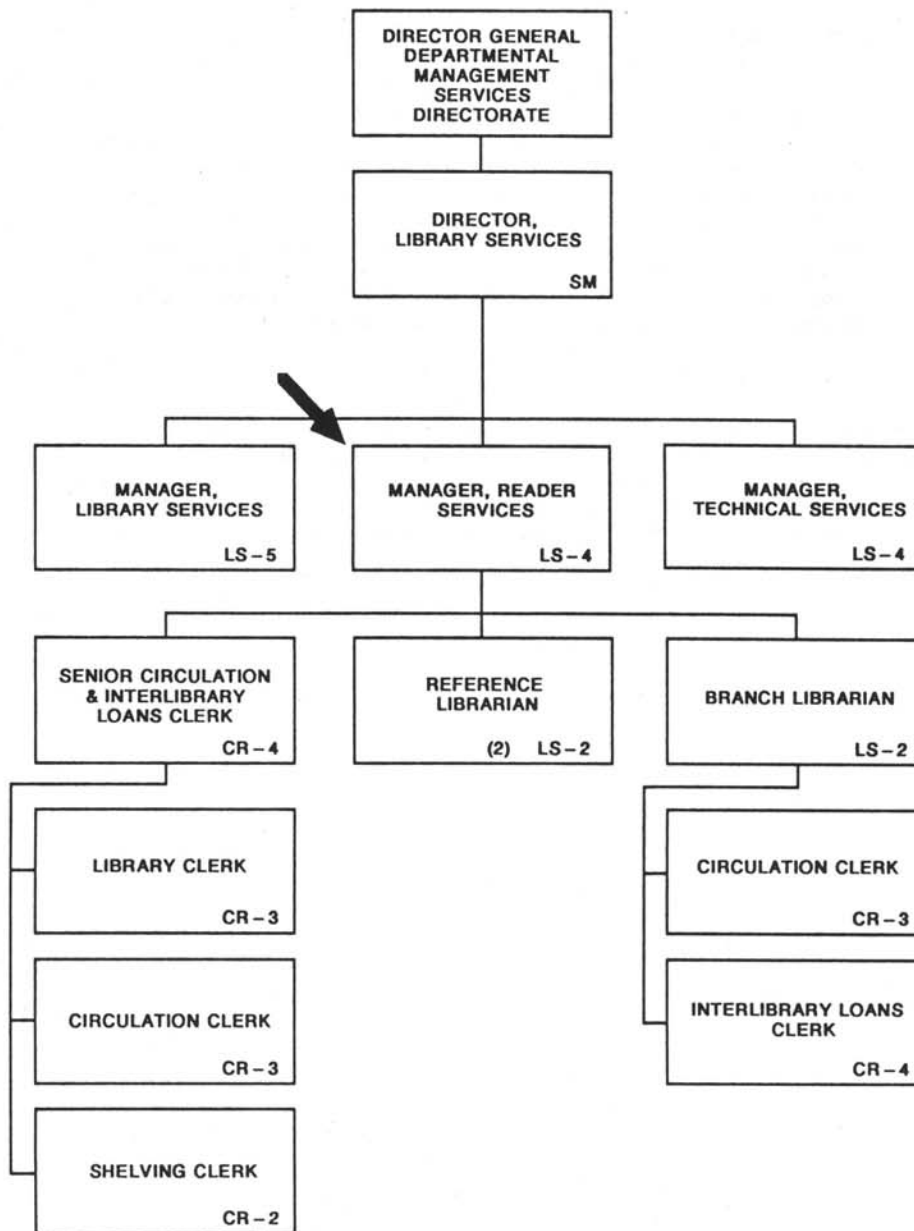 DIRECTOR GENERAL
DEPARTMENTAL
MANAGEMENT
SERVICES
DIRECTORATE
DIRECTOR,
LIBRARY SERVICES
SM
MANAGER,
LIBRARY SERVICES
LS-5
MANAGER, READER
SERVICES
LS-4
MANAGER,
TECHNICAL SERVICES
LS-4
SENIOR CIRCULATION
& INTERLIBRARY
LOANS CLERK
CR-4
REFERENCE
LIBRARIAN
(2) LS-2
BRANCH LIBRARIAN
LS-2
LIBRARY CLERK
CR-3
CIRCULATION CLERK
CR-3
SHELVING CLERK
CR-2
CIRCULATION CLERK
CR-3
INTERLIBRARY LOANS
CLERK
CR-4